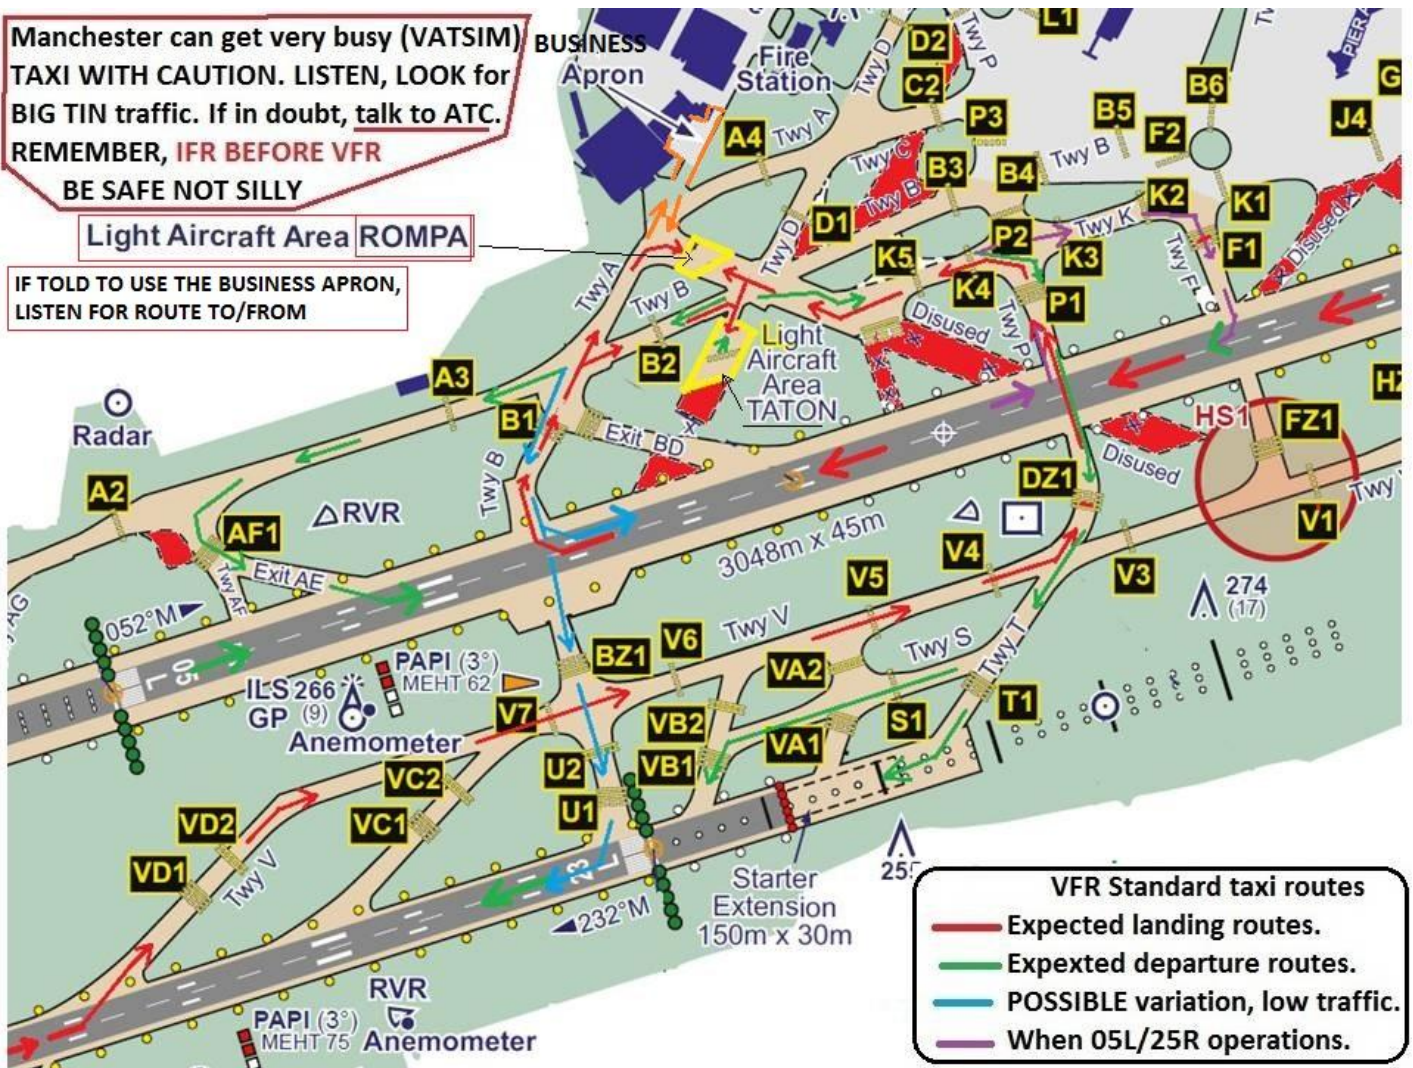 Manchester can get very busy (VATSIM)
TAXI WITH CAUTION. LISTEN, LOOK for
BIG TIN traffic. If in doubt, talk to ATC.
REMEMBER, IFR BEFORE VFR
BE SAFE NOT SILLY
BUSINESS
Apron
Fire
Station
Light Aircraft Area ROMPA
IF TOLD TO USE THE BUSINESS APRON,
LISTEN FOR ROUTE TO/FROM
Twy D
D2
Twy P
L1
PIER A
C2
A4
Twy A
P3
B5
B6
F2
J4
G
Twy C
B3
B4
Twy B
Twy B
K2
K1
D1
Twy D
P2
Twy K
K3
F1
Disused
K5
K4
Twy F
Twy A
Twy B
P1
Twy P
Disused
B2
Light
Aircraft
Area
TATON
A3
Radar
B1
Exit BD
HS1
FZ1
HZ
Disused
Twy B
A2
RVR
AF1
DZ1
V1
3048m x 45m
V4
V3
Exit AE
Twy AF
V5
274
(17)
AG
052°M
Twy V
Twy S
Twy T
V6
BZ1
VA2
05
L
PAPI (3°)
MEHT 62
ILS 266
GP (9)
Anemometer
V7
VB2
S1
T1
VA1
U2
VB1
VC2
U1
VD2
VC1
VD1
Twy V
23
L
Starter
Extension
150m x 30m
232°M
255
RVR
Anemometer
PAPI (3°)
MEHT 75
VFR Standard taxi routes
Expected landing routes.
Expexted departure routes.
POSSIBLE variation, low traffic.
When 05L/25R operations.